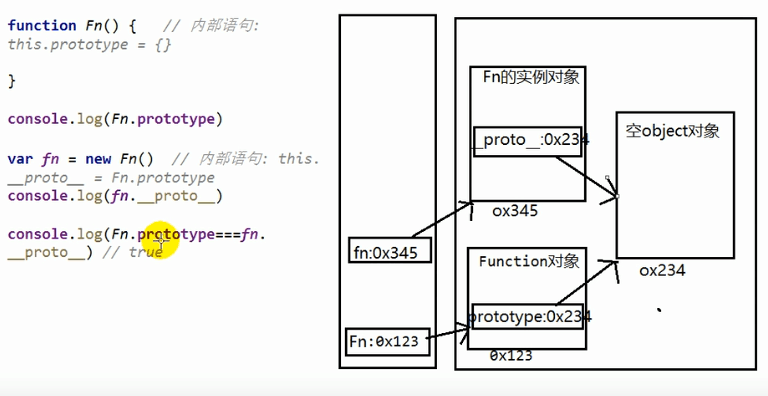 function Fn() {   // 内部语句:
this.prototype = {}
}
console.log(Fn.prototype)
var fn = new Fn()  // 内部语句: this.
__proto__ = Fn.prototype
console.log(fn.__proto__)
console.log(Fn.prototype===fn.
__proto__) // true
Fn的实例对象
__proto__:0x234
ox345
空object对象
ox234
fn:0x345
Function对象
prototype:0x234
0x123
Fn:0x123